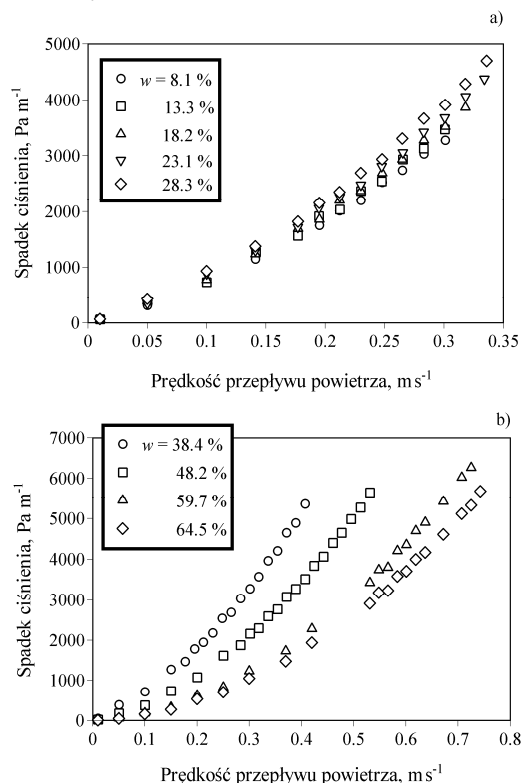 a)
5000
4000
3000
2000
1000
0
Spadek ciśnienia, Pa m-1
w = 8.1 %
13.3 %
18.2 %
23.1 %
28.3 %
0 0.05 0.1 0.15 0.2 0.25 0.3 0.35
Prędkość przepływu powietrza, m s-1
b)
7000
6000
5000
4000
3000
2000
1000
0
Spadek ciśnienia, Pa m-1
w = 38.4 %
48.2 %
59.7 %
64.5 %
0 0.1 0.2 0.3 0.4 0.5 0.6 0.7 0.8
Prędkość przepływu powietrza, m s-1